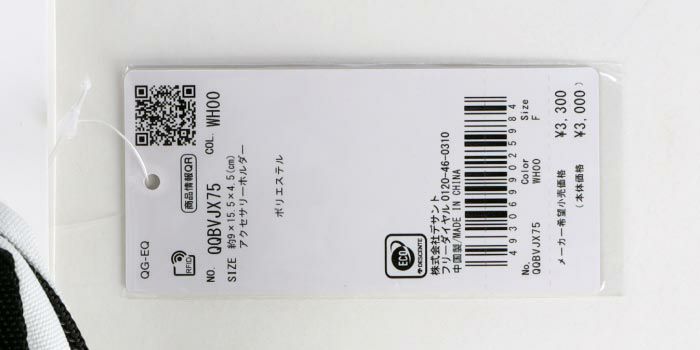 QG-EQ
RFID
商品情報QR
NO. QQBVJX75 COL. WH00
SIZE 約9×15.5×4.5(cm)
アクセサリーホルダー
ポリエステル
ECO
DESCENTE
株式会社デサント
フリーダイヤル 0120-46-0310
中国製/MADE IN CHINA
4930699025984
No. Color Size
QQBVJX75 WH00 F
メーカー希望小売価格 ¥3,300
(本体価格 ¥3,000)